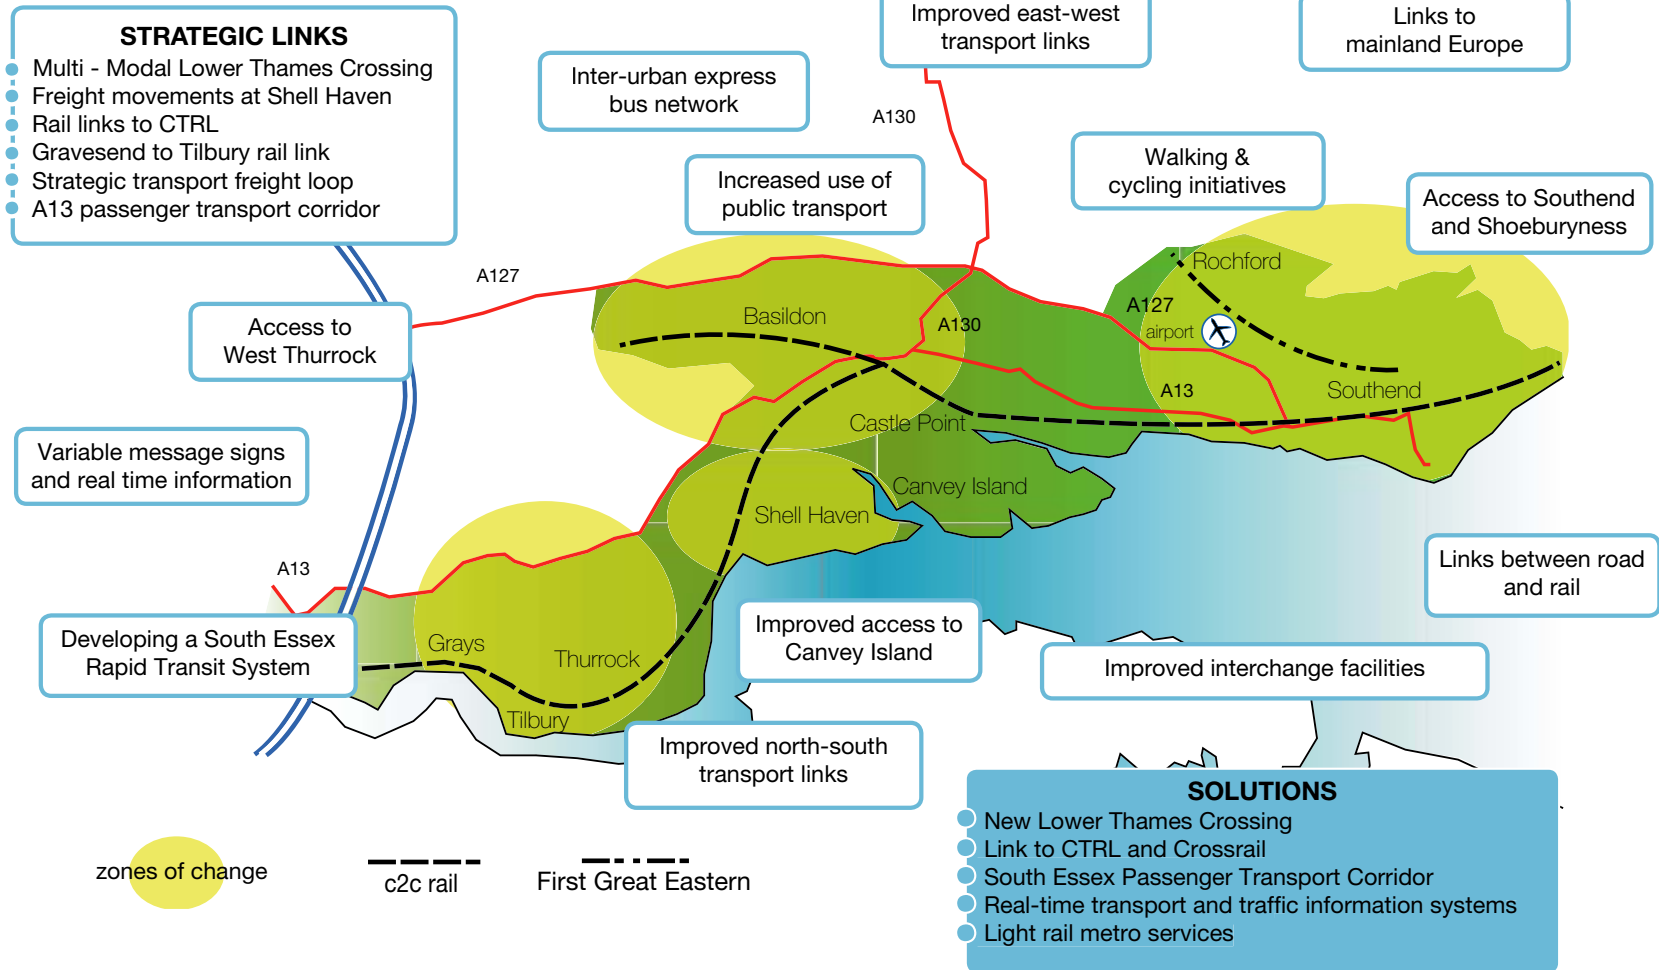 STRATEGIC LINKS
Multi - Modal Lower Thames Crossing
Freight movements at Shell Haven
Rail links to CTRL
Gravesend to Tilbury rail link
Strategic transport freight loop
A13 passenger transport corridor
Improved east-west
transport links
Links to
mainland Europe
Inter-urban express
bus network
A130
Walking &
cycling initiatives
Increased use of
public transport
Access to Southend
and Shoeburyness
A127
Rochford
Access to
West Thurrock
Basildon
A130
A127
airport
A13
Southend
Castle Point
Variable message signs
and real time information
Canvey Island
Shell Haven
A13
Links between road
and rail
Developing a South Essex
Rapid Transit System
Grays
Thurrock
Tilbury
Improved access to
Canvey Island
Improved interchange facilities
Improved north-south
transport links
SOLUTIONS
New Lower Thames Crossing
Link to CTRL and Crossrail
South Essex Passenger Transport Corridor
Real-time transport and traffic information systems
Light rail metro services
zones of change
c2c rail
First Great Eastern